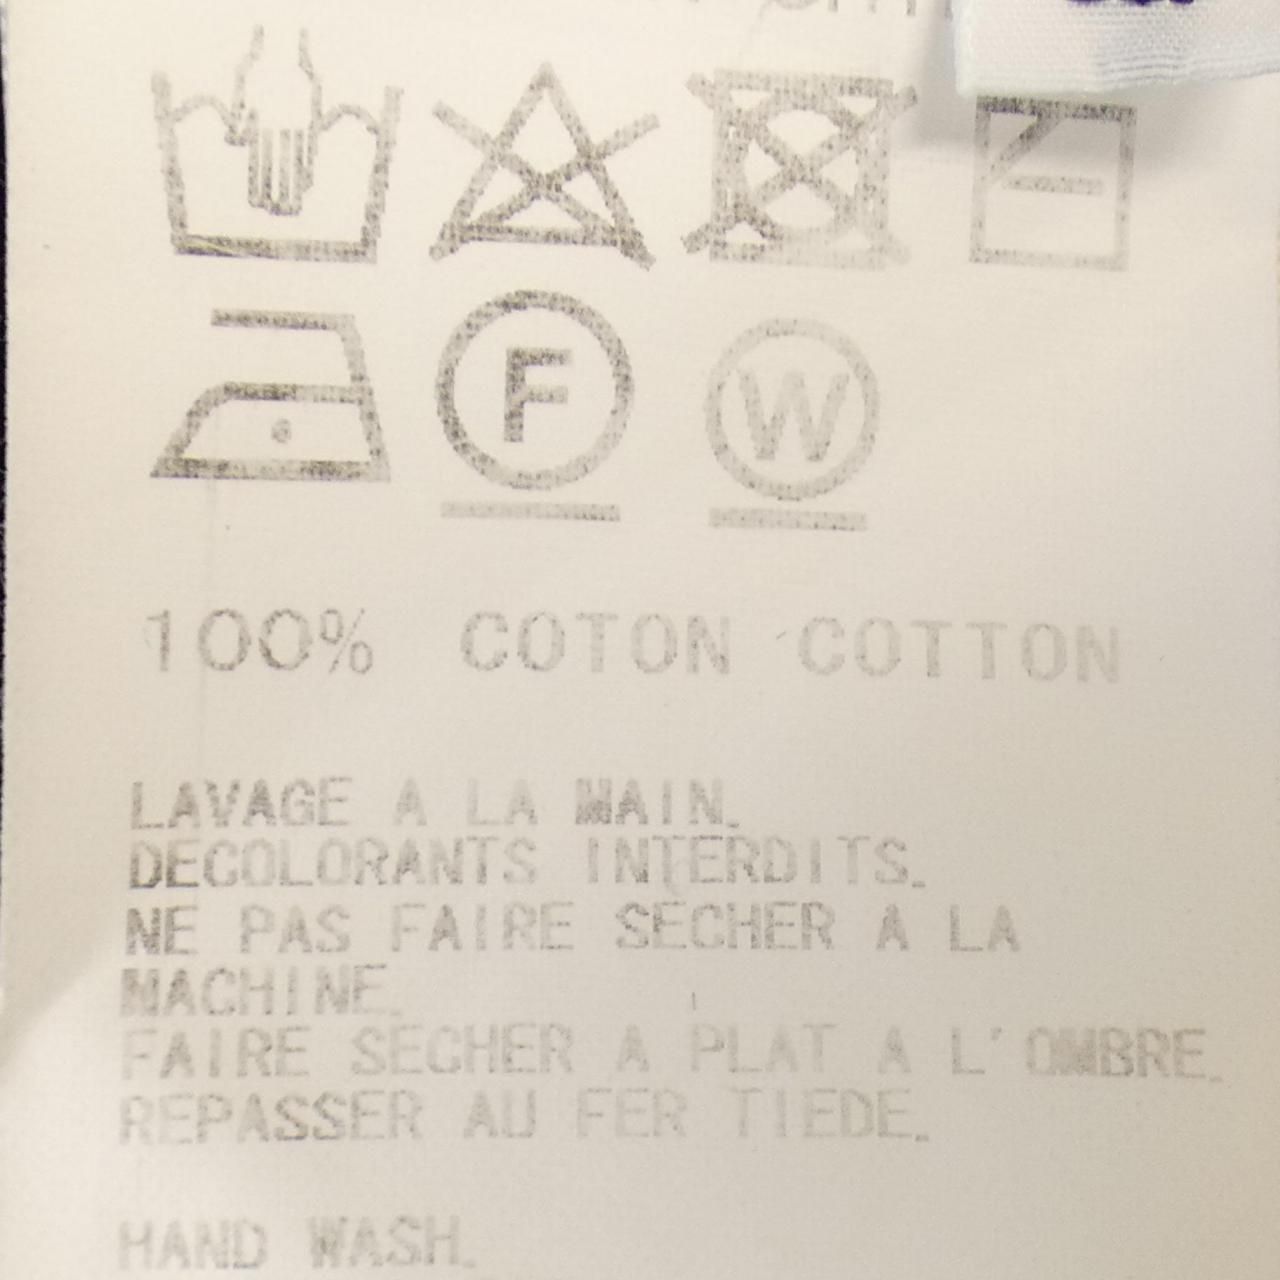 F
W
100% COTON COTTON
LAVAGE A LA MAIN.
DECOLORANTS INTERDITS.
NE PAS FAIRE SECHER A LA
MACHINE.
FAIRE SECHER A PLAT A L'OMBRE.
REPASSER AU FER TIEDE.
HAND WASH.